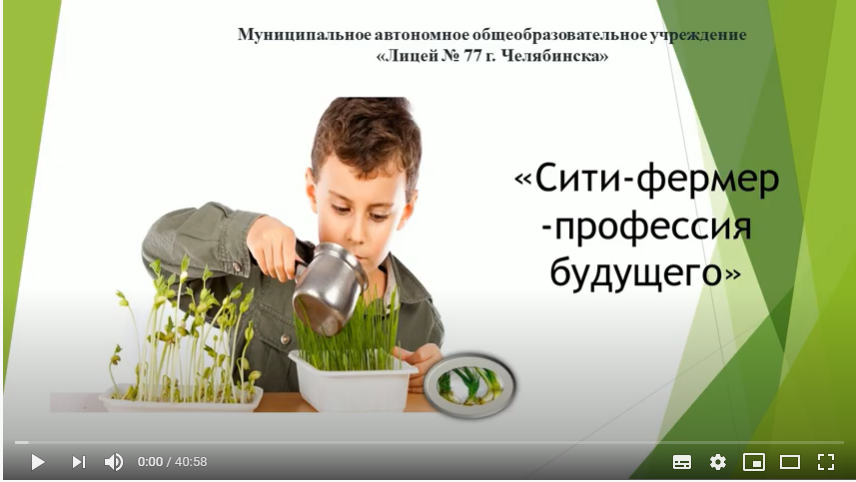 Муниципальное автономное общеобразовательное учреждение
«Лицей № 77 г. Челябинска»
«Сити-фермер
-профессия
будущего»
0:00 / 40:58